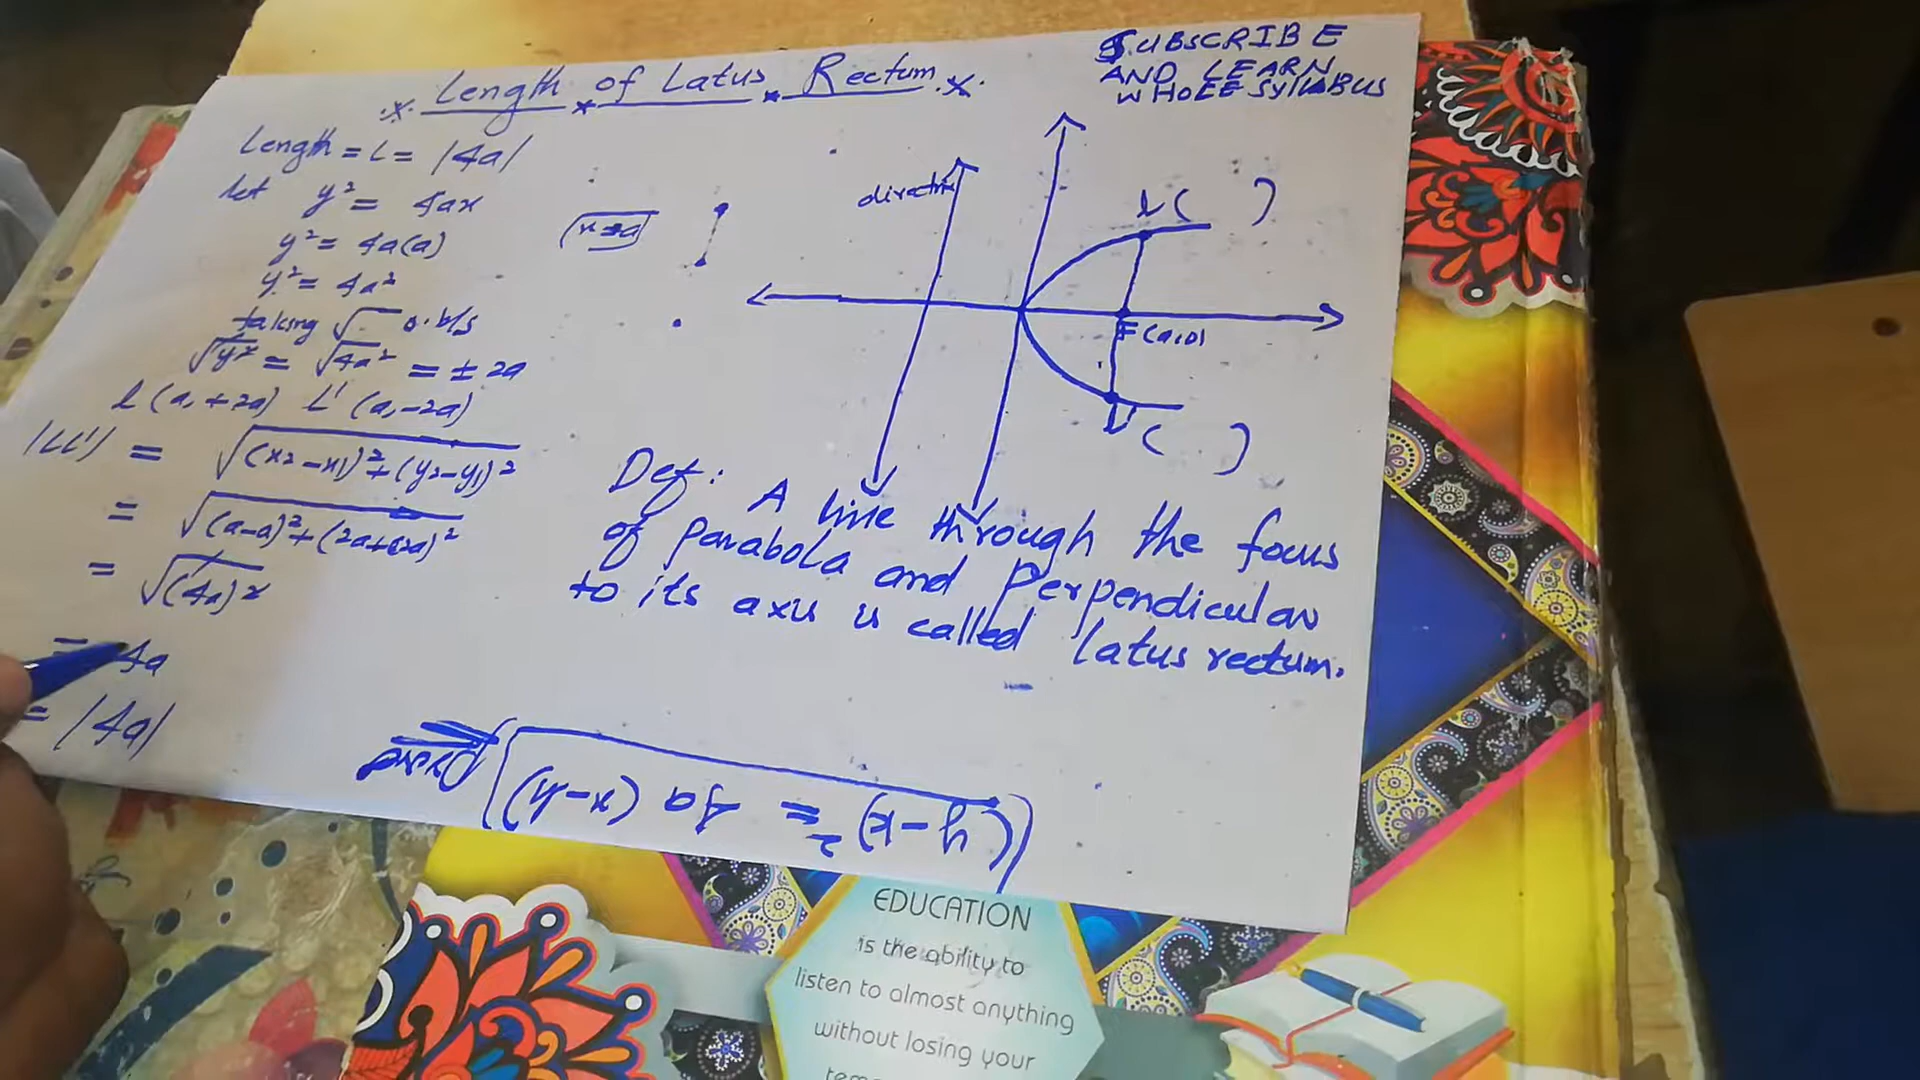 Length of Latus Rectum
SUBSCRIBE
AND LEARN
WHOLE SYLLABUS
Length = L = |4a|
let y² = 4ax
(x=a)
y² = 4a(a)
y² = 4a²
taking √ o.b/s
√y² = √4a² = ± 2a
L(a,+2a) L'(a,-2a)
|LL'| = √(x₂-x₁)²+(y₂-y₁)²
= √(a-a)²+(2a+2a)²
= √(4a)²
= 4a
= |4a|
directrix
L( )
F(a,0)
L'( )
Def: A line through the focus
of parabola and perpendicular
to its axis is called latus rectum.
EDUCATION
is the ability to
listen to almost anything
without losing your